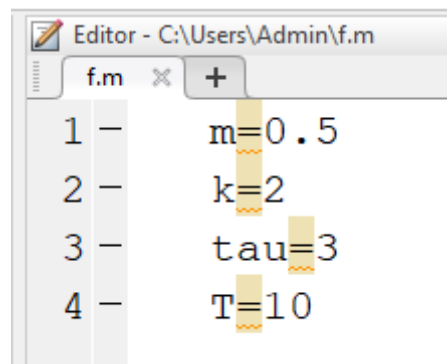 Editor - C:\Users\Admin\f.m
f.m
1 - m=0.5
2 - k=2
3 - tau=3
4 - T=10